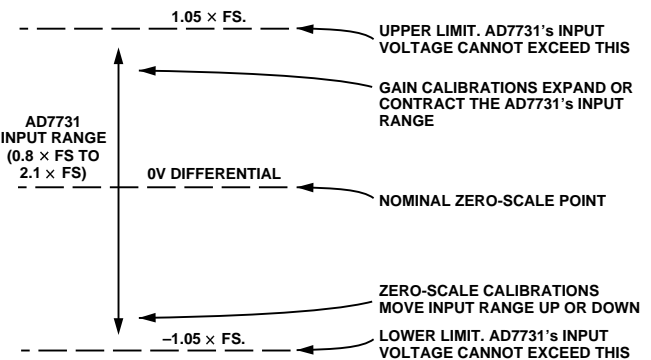 1.05 × FS.
UPPER LIMIT. AD7731's INPUT
VOLTAGE CANNOT EXCEED THIS
GAIN CALIBRATIONS EXPAND OR
CONTRACT THE AD7731's INPUT
RANGE
AD7731
INPUT RANGE
(0.8 × FS TO
2.1 × FS)
0V DIFFERENTIAL
NOMINAL ZERO-SCALE POINT
ZERO-SCALE CALIBRATIONS
MOVE INPUT RANGE UP OR DOWN
–1.05 × FS.
LOWER LIMIT. AD7731's INPUT
VOLTAGE CANNOT EXCEED THIS